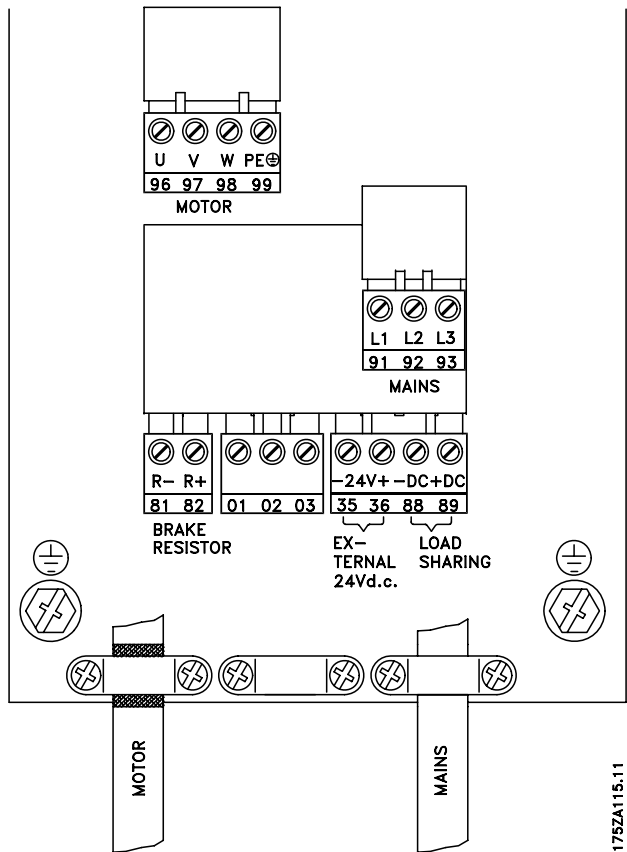 U V W PE
96 97 98 99
MOTOR
L1 L2 L3
91 92 93
MAINS
R- R+
-24V+ -DC+DC
81 82
01 02 03
35 36 88 89
BRAKE
RESISTOR
EX-
TERNAL
24Vd.c.
LOAD
SHARING
MOTOR
MAINS
175ZA115.11